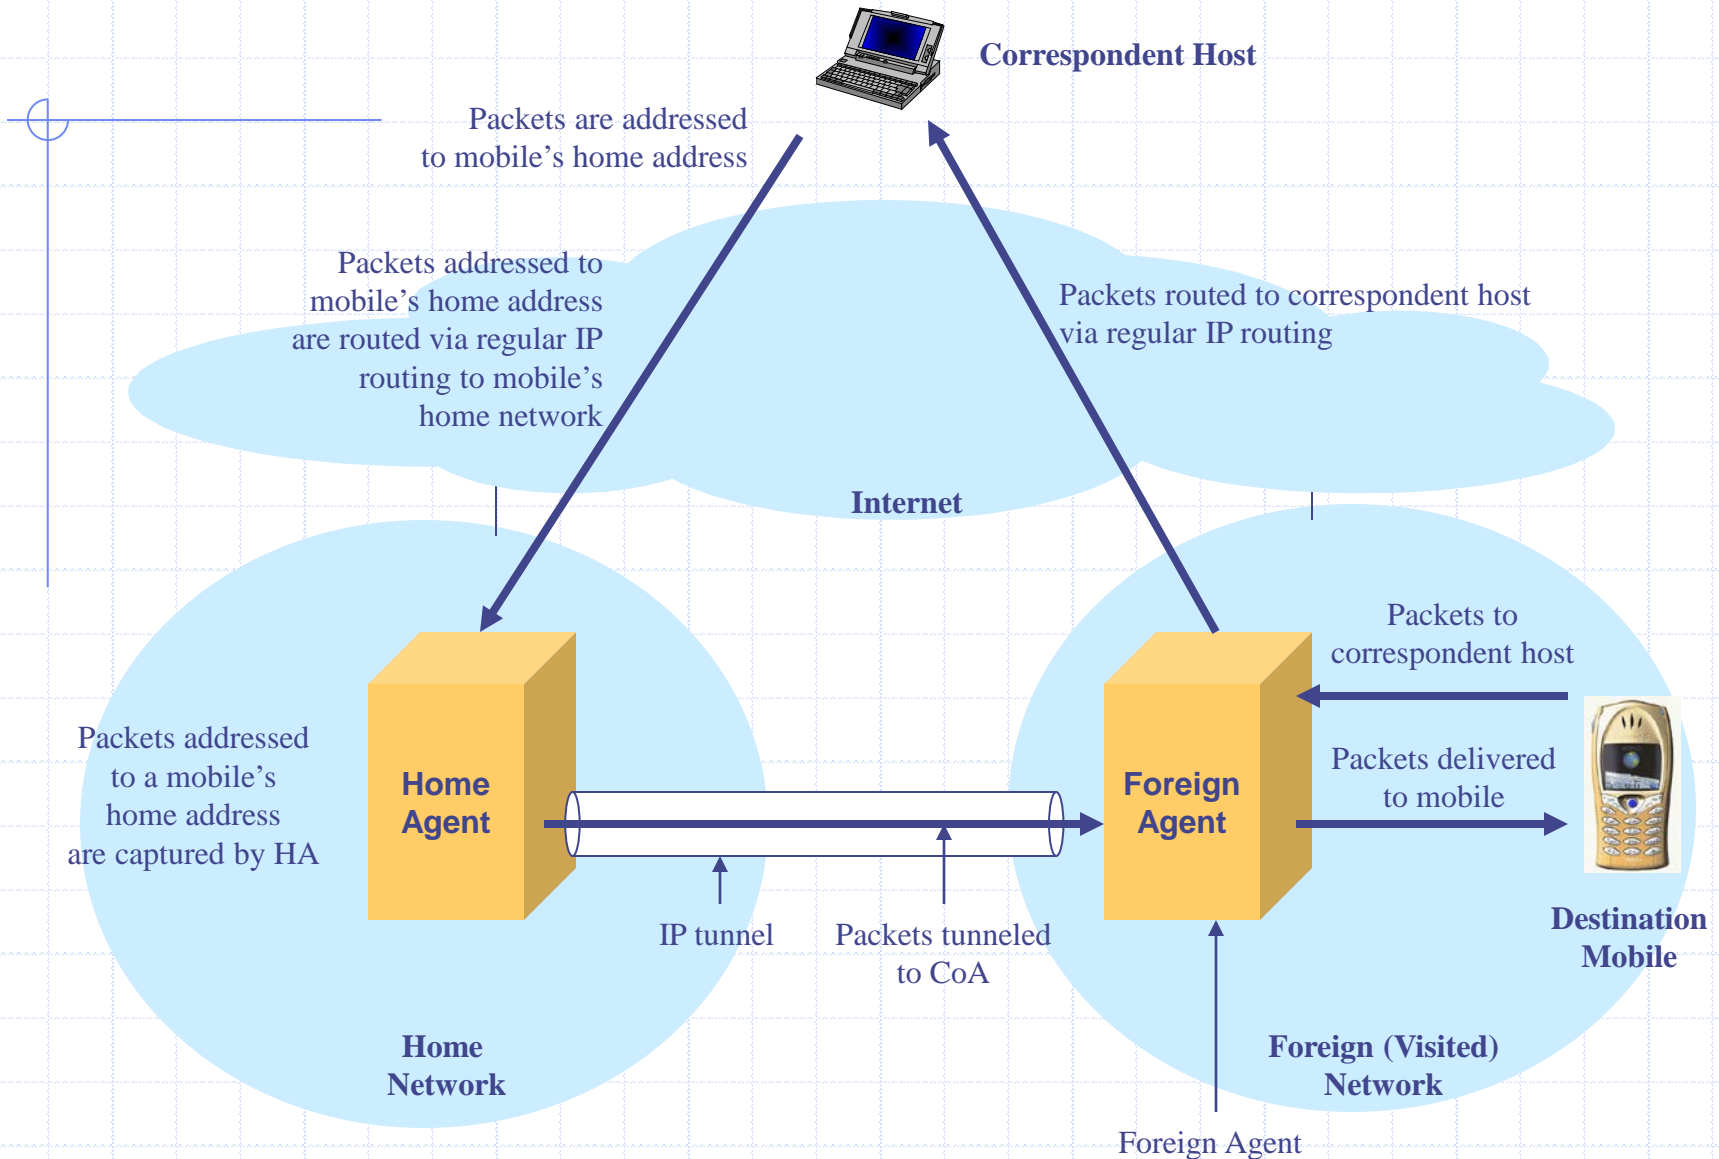 Correspondent Host
Packets are addressed
to mobile's home address
Packets addressed to
mobile's home address
are routed via regular IP
routing to mobile's
home network
Packets routed to correspondent host
via regular IP routing
Internet
Packets to
correspondent host
Packets addressed
to a mobile's
home address
are captured by HA
Home
Agent
Foreign
Agent
Packets delivered
to mobile
IP tunnel
Packets tunneled
to CoA
Destination
Mobile
Home
Network
Foreign (Visited)
Network
Foreign Agent